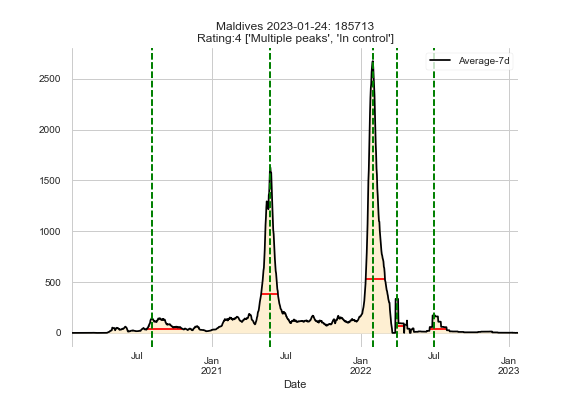 Maldives 2023-01-24: 185713
Rating:4 ['Multiple peaks', 'In control']
Average-7d
2500
2000
1500
1000
500
0
Jul
Jan
2021
Jul
Jan
2022
Jul
Jan
2023
Date